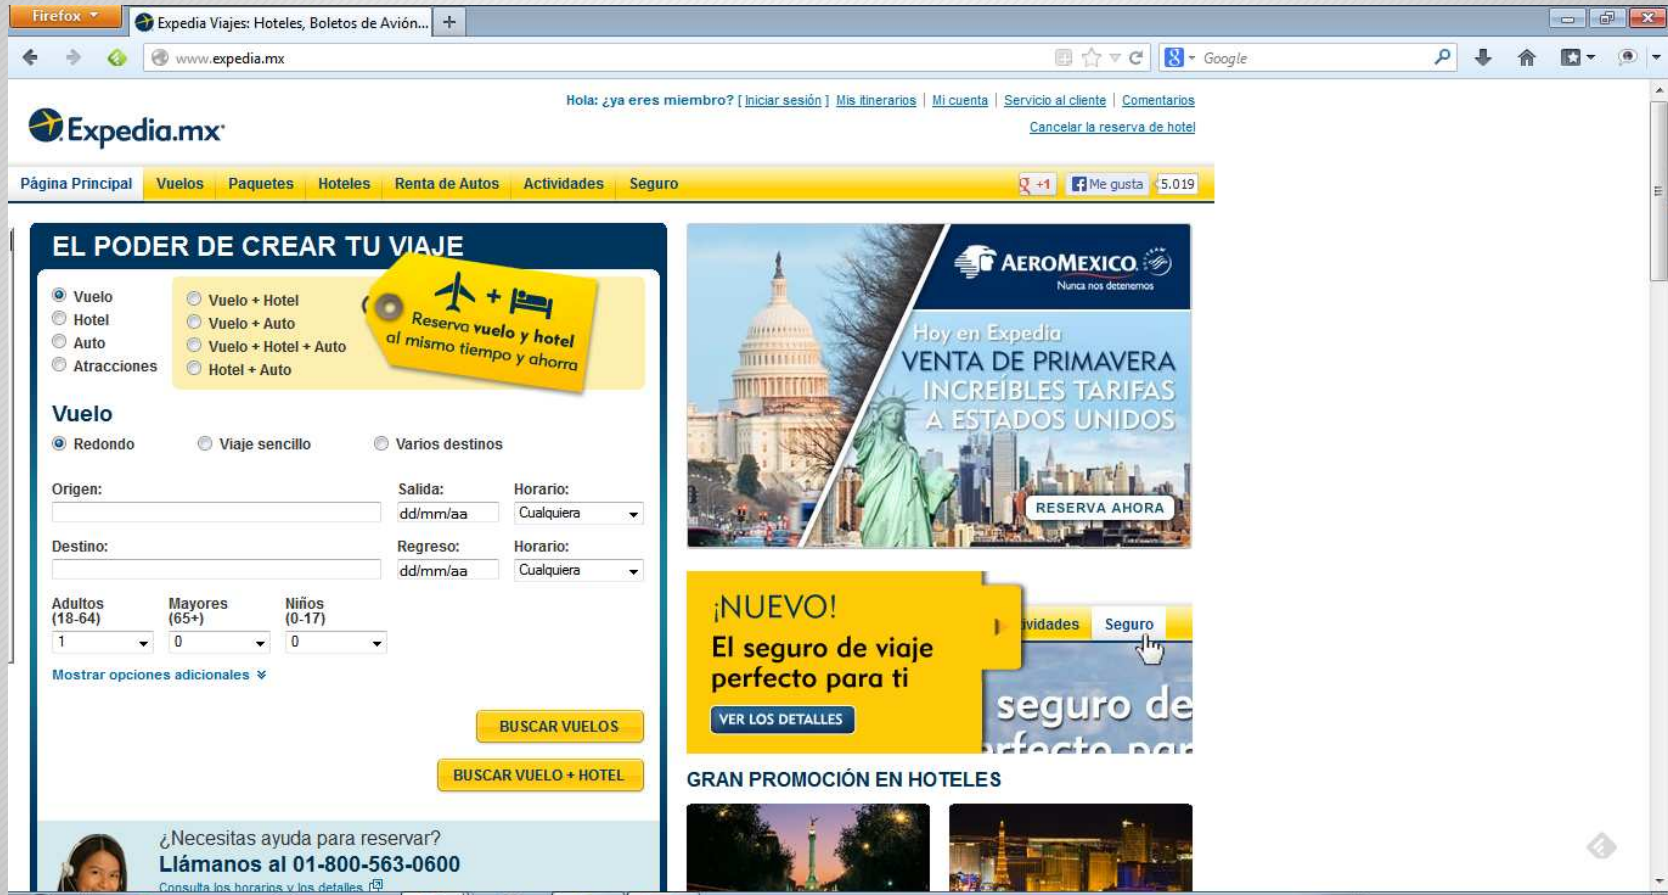 Firefox
Expedia Viajes: Hoteles, Boletos de Avión...
www.expedia.mx
Google
Hola: ¿ya eres miembro? [ Iniciar sesión ] Mis itinerarios | Mi cuenta | Servicio al cliente | Comentarios
Expedia.mx
Cancelar la reserva de hotel
Página Principal Vuelos Paquetes Hoteles Renta de Autos Actividades Seguro
+1 Me gusta 5.019
EL PODER DE CREAR TU VIAJE
Vuelo
Hotel
Auto
Atracciones
Vuelo + Hotel
Vuelo + Auto
Vuelo + Hotel + Auto
Hotel + Auto
Reserva vuelo y hotel
al mismo tiempo y ahorra
Vuelo
Redondo Viaje sencillo Varios destinos
Origen: Salida: Horario:
dd/mm/aa Cualquiera
Destino: Regreso: Horario:
dd/mm/aa Cualquiera
Adultos Mayores Niños
(18-64) (65+) (0-17)
1 0 0
Mostrar opciones adicionales
BUSCAR VUELOS
BUSCAR VUELO + HOTEL
¿Necesitas ayuda para reservar?
Llámanos al 01-800-563-0600
Consulta los horarios y los detalles
AEROMEXICO.
Nunca nos detenemos
Hoy en Expedia
VENTA DE PRIMAVERA
INCREÍBLES TARIFAS
A ESTADOS UNIDOS
RESERVA AHORA
¡NUEVO!
El seguro de viaje
perfecto para ti
VER LOS DETALLES
ividades Seguro
seguro de
GRAN PROMOCIÓN EN HOTELES